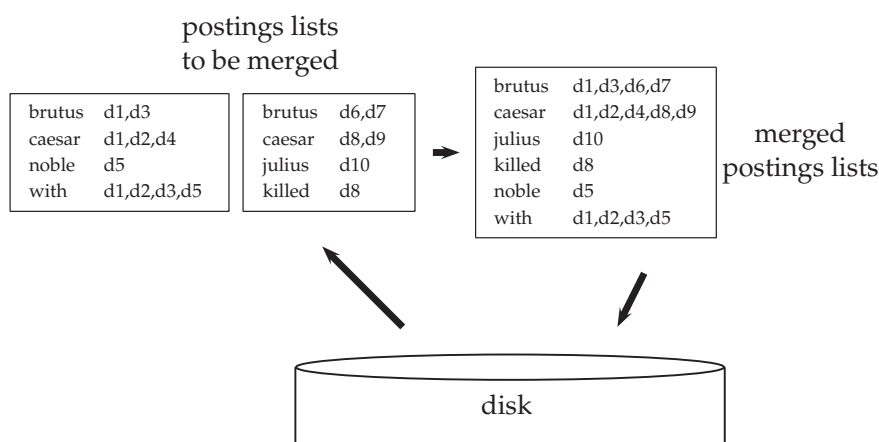 postings lists
to be merged
brutus d1,d3
caesar d1,d2,d4
noble d5
with d1,d2,d3,d5
brutus d6,d7
caesar d8,d9
julius d10
killed d8
brutus d1,d3,d6,d7
caesar d1,d2,d4,d8,d9
julius d10
killed d8
noble d5
with d1,d2,d3,d5
merged
postings lists
disk